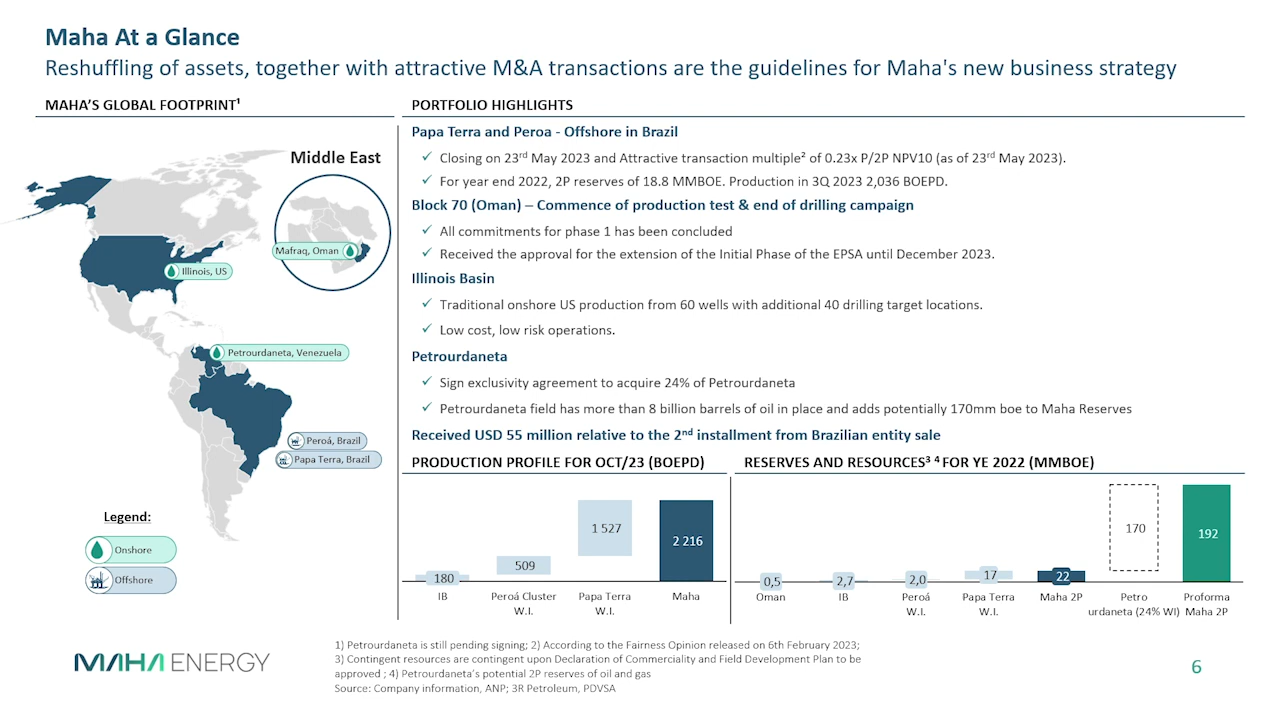 Maha At a Glance
Reshuffling of assets, together with attractive M&A transactions are the guidelines for Maha's new business strategy
MAHA'S GLOBAL FOOTPRINT¹
Middle East
Mafraq, Oman
Illinois, US
Petrourdaneta, Venezuela
Peroá, Brazil
Papa Terra, Brazil
Legend:
Onshore
Offshore
PORTFOLIO HIGHLIGHTS
Papa Terra and Peroa - Offshore in Brazil
✓ Closing on 23rd May 2023 and Attractive transaction multiple² of 0.23x P/2P NPV10 (as of 23rd May 2023).
✓ For year end 2022, 2P reserves of 18.8 MMBOE. Production in 3Q 2023 2,036 BOEPD.
Block 70 (Oman) – Commence of production test & end of drilling campaign
✓ All commitments for phase 1 has been concluded
✓ Received the approval for the extension of the Initial Phase of the EPSA until December 2023.
Illinois Basin
✓ Traditional onshore US production from 60 wells with additional 40 drilling target locations.
✓ Low cost, low risk operations.
Petrourdaneta
✓ Sign exclusivity agreement to acquire 24% of Petrourdaneta
✓ Petrourdaneta field has more than 8 billion barrels of oil in place and adds potentially 170mm boe to Maha Reserves
Received USD 55 million relative to the 2nd installment from Brazilian entity sale
PRODUCTION PROFILE FOR OCT/23 (BOEPD)
180
509
1 527
2 216
IB Peroá Cluster Papa Terra Maha
W.I. W.I.
RESERVES AND RESOURCES³ ⁴ FOR YE 2022 (MMBOE)
0,5
2,7
2,0
17
22
170
192
Oman IB Peroá Papa Terra Maha 2P Petro Proforma
W.I. W.I. urdaneta (24% WI) Maha 2P
1) Petrourdaneta is still pending signing; 2) According to the Fairness Opinion released on 6th February 2023;
3) Contingent resources are contingent upon Declaration of Commerciality and Field Development Plan to be
approved ; 4) Petrourdaneta's potential 2P reserves of oil and gas
Source: Company information, ANP; 3R Petroleum, PDVSA
MAHA ENERGY
6